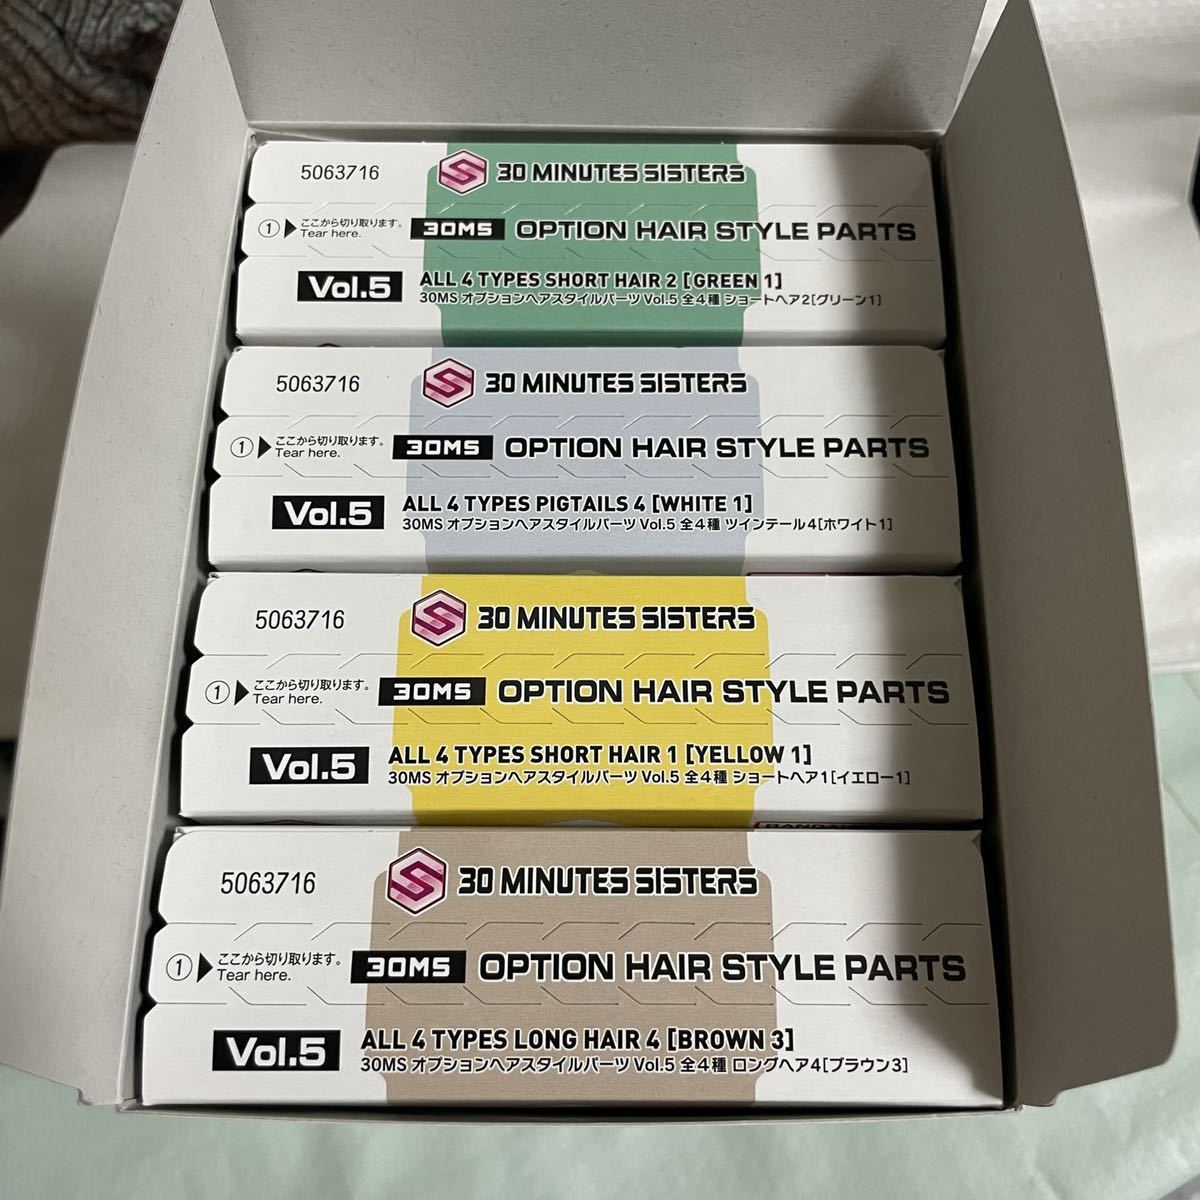 5063716
30 MINUTES SISTERS
① ▶ ここから切り取ります。
Tear here.
30MS OPTION HAIR STYLE PARTS
Vol.5
ALL 4 TYPES SHORT HAIR 2 [GREEN 1]
30MS オプションヘアスタイルパーツ Vol.5 全4種 ショートヘア2[グリーン1]
5063716
30 MINUTES SISTERS
① ▶ ここから切り取ります。
Tear here.
30MS OPTION HAIR STYLE PARTS
Vol.5
ALL 4 TYPES PIGTAILS 4 [WHITE 1]
30MS オプションヘアスタイルパーツ Vol.5 全4種 ツインテール4[ホワイト1]
5063716
30 MINUTES SISTERS
① ▶ ここから切り取ります。
Tear here.
30MS OPTION HAIR STYLE PARTS
Vol.5
ALL 4 TYPES SHORT HAIR 1 [YELLOW 1]
30MS オプションヘアスタイルパーツ Vol.5 全4種 ショートヘア1[イエロー1]
BANDAI
5063716
30 MINUTES SISTERS
① ▶ ここから切り取ります。
Tear here.
30MS OPTION HAIR STYLE PARTS
Vol.5
ALL 4 TYPES LONG HAIR 4 [BROWN 3]
30MS オプションヘアスタイルパーツ Vol.5 全4種 ロングヘア4[ブラウン3]